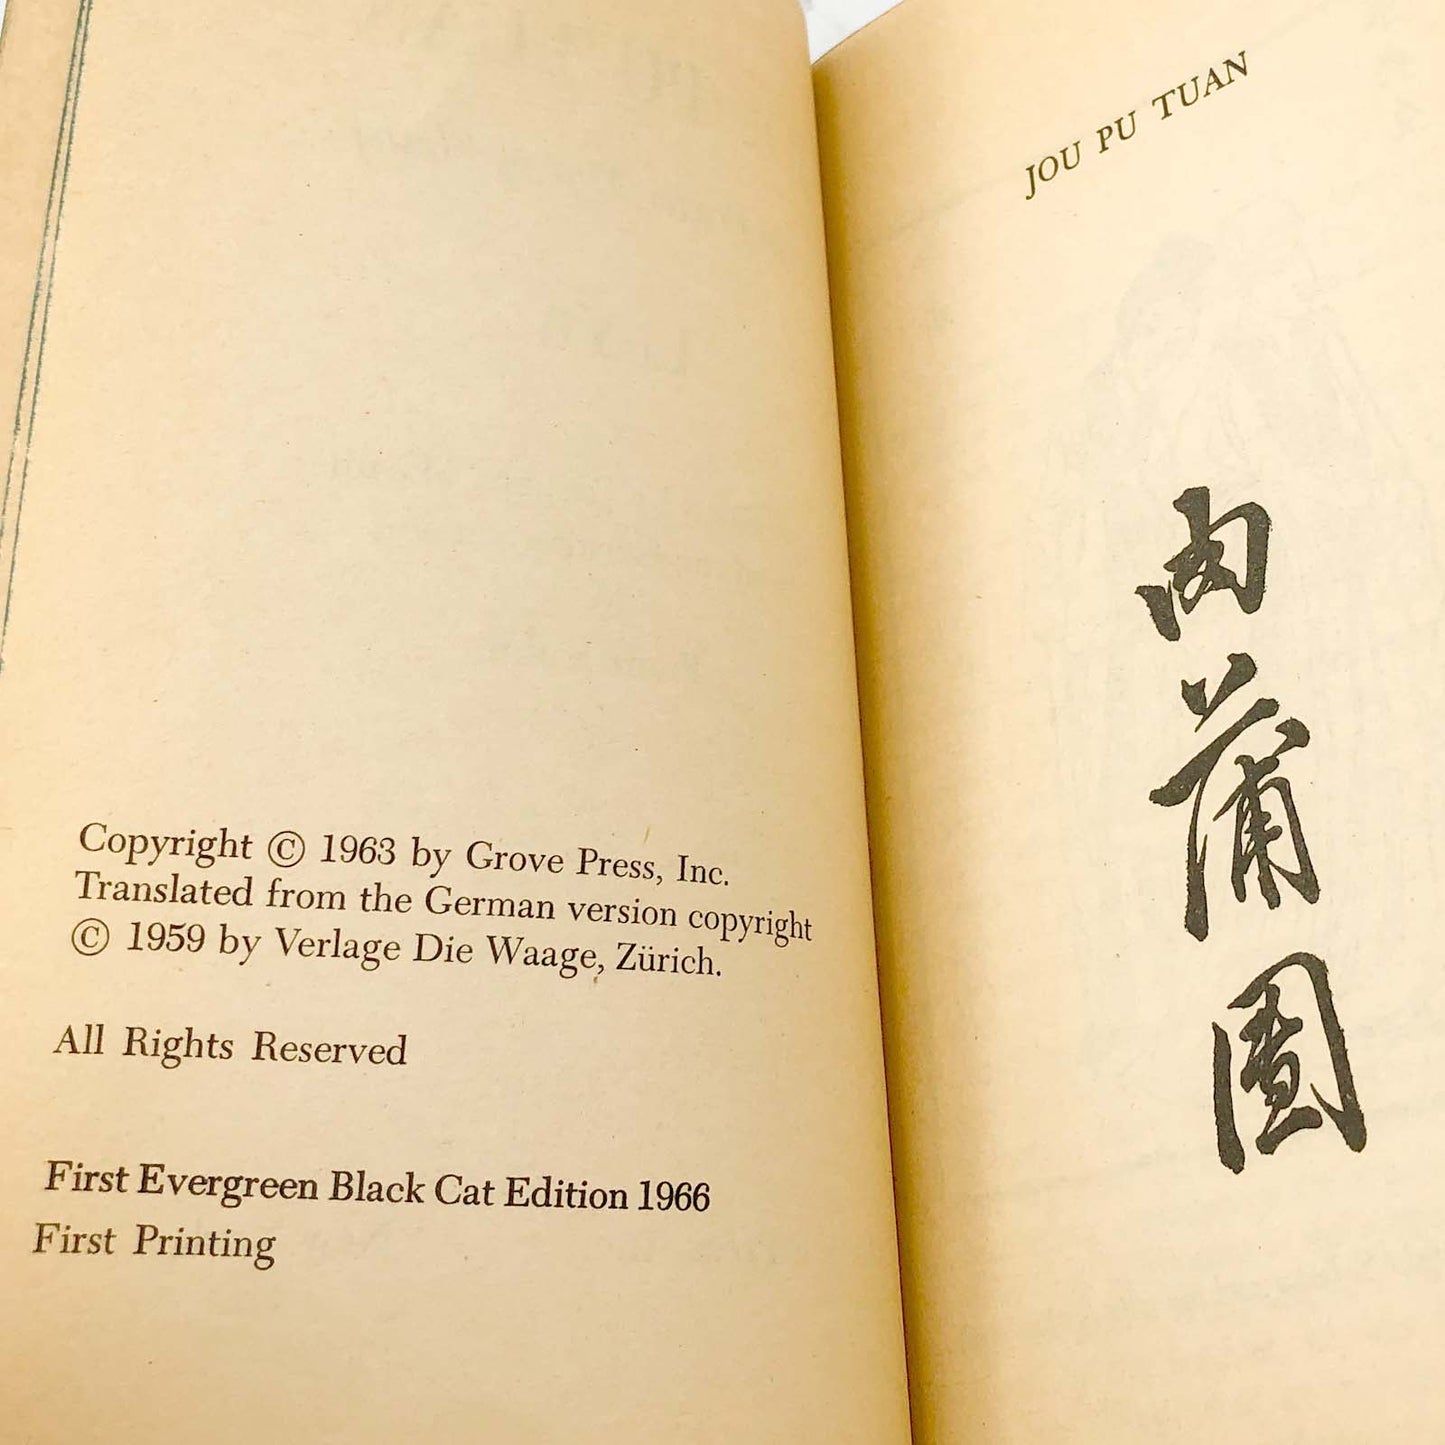 Copyright © 1963 by Grove Press, Inc.
Translated from the German version copyright
© 1959 by Verlage Die Waage, Zürich.
All Rights Reserved
First Evergreen Black Cat Edition 1966
First Printing
JOU PU TUAN
肉蒲團